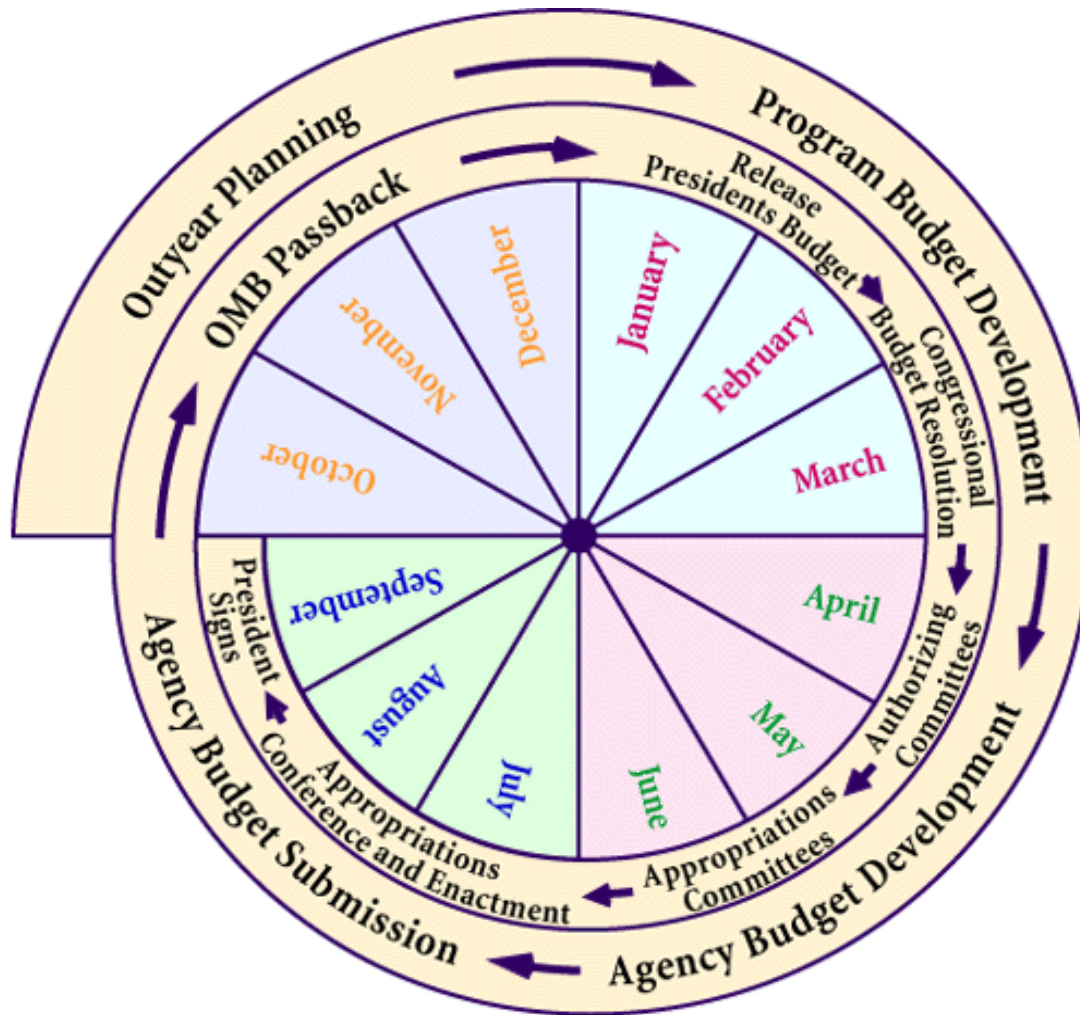 Outyear Planning
Program Budget Development
Agency Budget Development
Agency Budget Submission
OMB Passback
Release
Presidents Budget
Congressional
Budget Resolution
Authorizing
Committees
Appropriations
Committees
Appropriations
Conference and Enactment
President
Signs
January
February
March
April
May
June
July
August
September
October
November
December